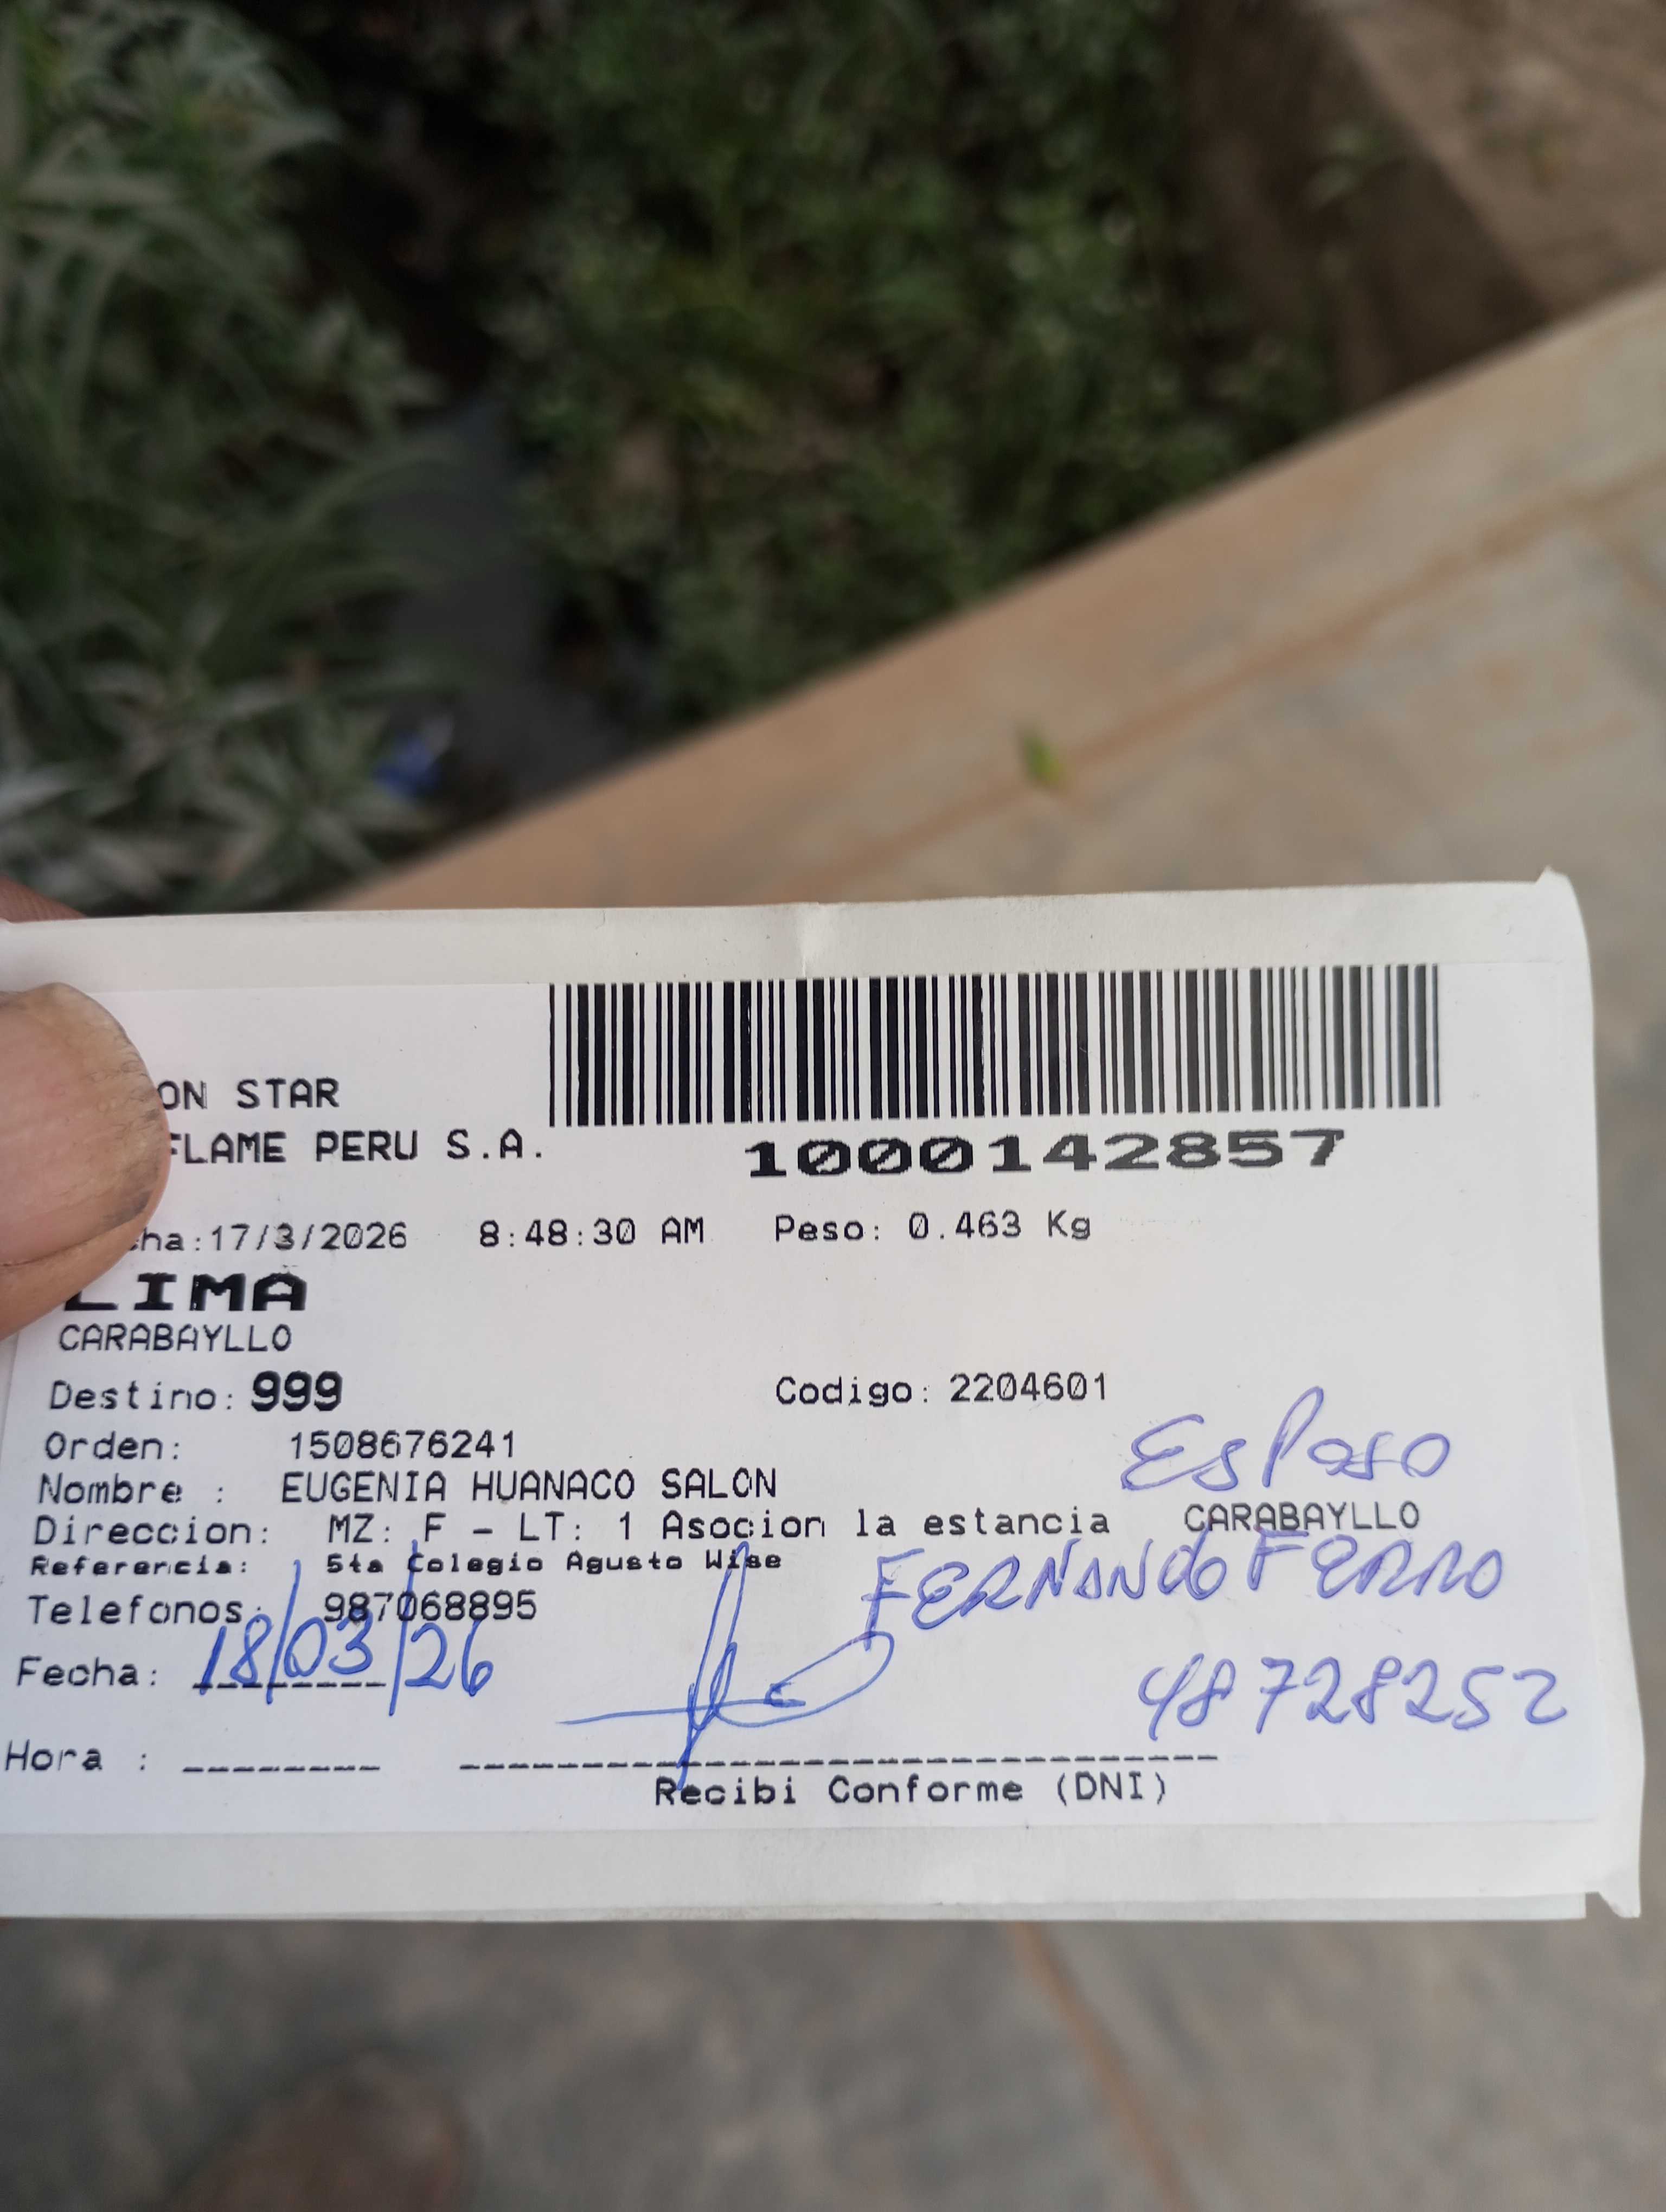 ON STAR
FLAME PERU S.A.
1000142857
ha:17/3/2026 8:48:30 AM Peso: 0.463 Kg
LIMA
CARABAYLLO
Destino: 999 Codigo: 2204601
Esposo
Orden: 1508676241
Nombre : EUGENIA HUANACO SALON
Direccion: MZ: F - LT: 1 Asocion la estancia CARABAYLLO
Referencia: 5ta Colegio Agusto Wise
FERNANDO FERRO
Telefonos: 987068895
Fecha: 18/03/26
48728252
Hora :
Recibi Conforme (DNI)